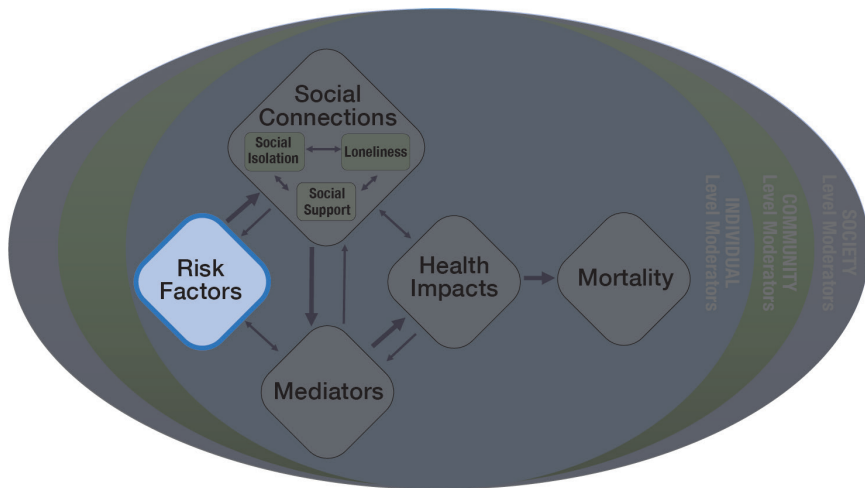 Social
Connections
Social
Isolation
Loneliness
Social
Support
Risk
Factors
Health
Impacts
Mortality
Mediators
INDIVIDUAL
Level Moderators
COMMUNITY
Level Moderators
SOCIETY
Level Moderators